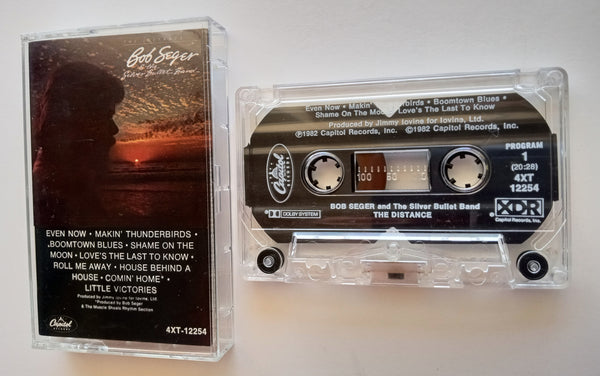 Bob Seger
& the
Silver Bullet Band
EVEN NOW • MAKIN' THUNDERBIRDS •
BOOMTOWN BLUES • SHAME ON THE
MOON • LOVE'S THE LAST TO KNOW •
ROLL ME AWAY • HOUSE BEHIND A
HOUSE • COMIN' HOME* •
LITTLE VICTORIES
Produced by Jimmy Iovine for Iovine, Ltd.
*Produced by Bob Seger
& The Muscle Shoals Rhythm Section
Capitol
RECORDS
4XT-12254
Even Now • Makin' Thunderbirds • Boomtown Blues •
Shame On The Moon • Love's The Last To Know
Produced by Jimmy Iovine for Iovine, Ltd.
℗1982 Capitol Records, Inc. ©1982 Capitol Records, Inc.
Capitol
PROGRAM
1
(20:28)
4XT
12254
100 50 0
BOB SEGER and The Silver Bullet Band
THE DISTANCE
DOLBY SYSTEM
XDR
Capitol Records, Inc.